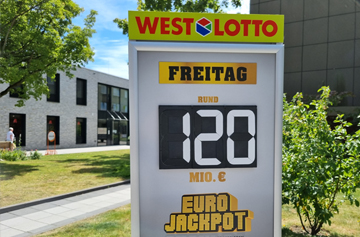 WEST LOTTO
FREITAG
RUND
120
MIO. €
EURO
JACKPOT